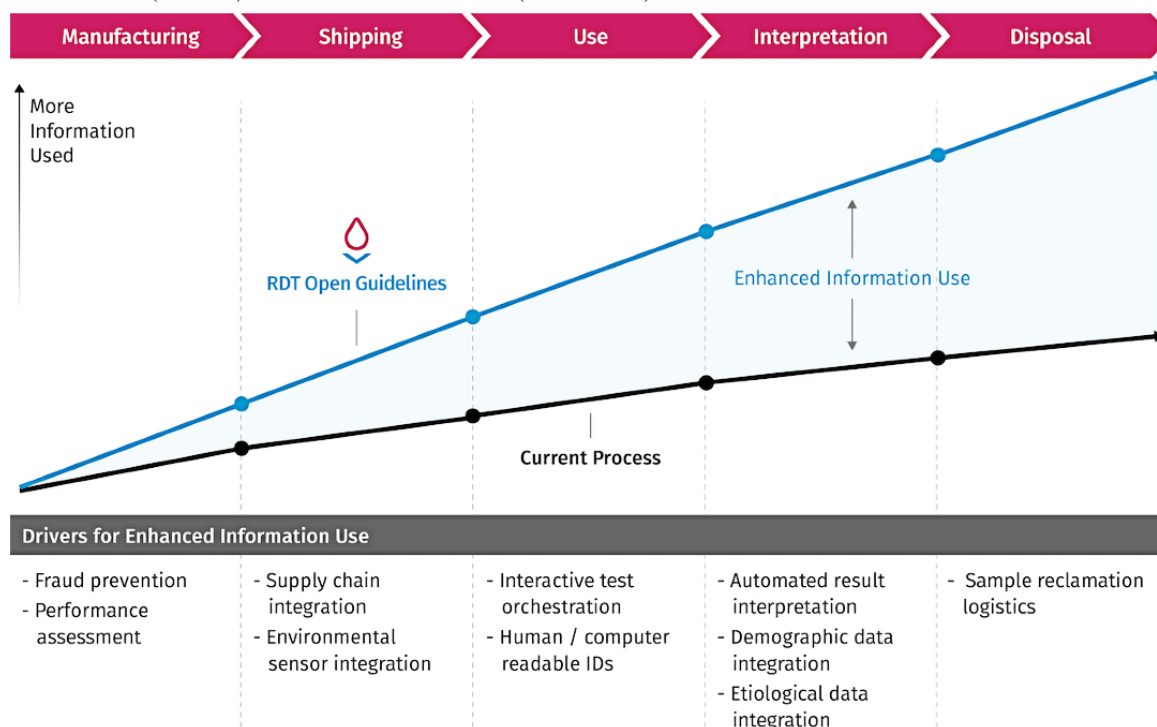 Manufacturing
Shipping
Use
Interpretation
Disposal
More
Information
Used
RDT Open Guidelines
Enhanced Information Use
Current Process
Drivers for Enhanced Information Use
- Fraud prevention
- Performance
assessment
- Supply chain
integration
- Environmental
sensor integration
- Interactive test
orchestration
- Human / computer
readable IDs
- Automated result
interpretation
- Demographic data
integration
- Etiological data
integration
- Sample reclamation
logistics